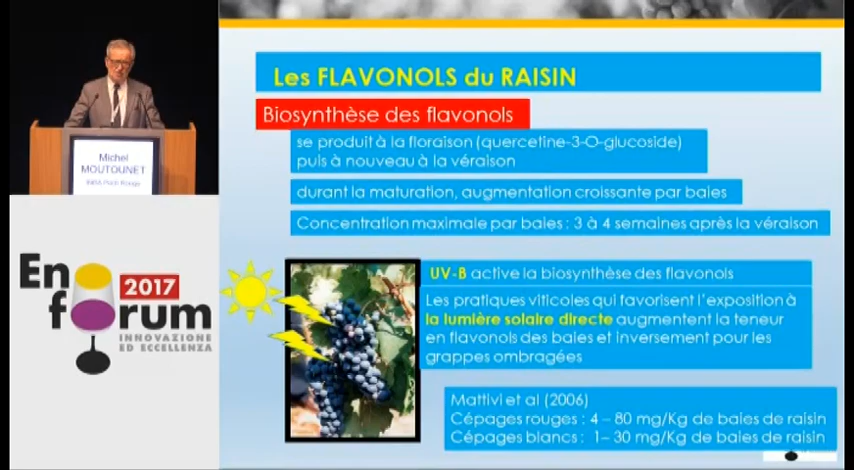 Les FLAVONOLS du RAISIN
Biosynthèse des flavonols
se produit à la floraison (quercetine-3-O-glucoside)
puis à nouveau à la véraison
durant la maturation, augmentation croissante par baies
Concentration maximale par baies : 3 à 4 semaines après la véraison
UV-B active la biosynthèse des flavonols
Les pratiques viticoles qui favorisent l'exposition à
la lumière solaire directe augmentent la teneur
en flavonols des baies et inversement pour les
grappes ombragées
Mattivi et al (2006)
Cépages rouges : 4 – 80 mg/Kg de baies de raisin
Cépages blancs : 1– 30 mg/Kg de baies de raisin
Michel
MOUTOUNET
En
2017
forum
INNOVAZIONE
ED ECCELLENZA